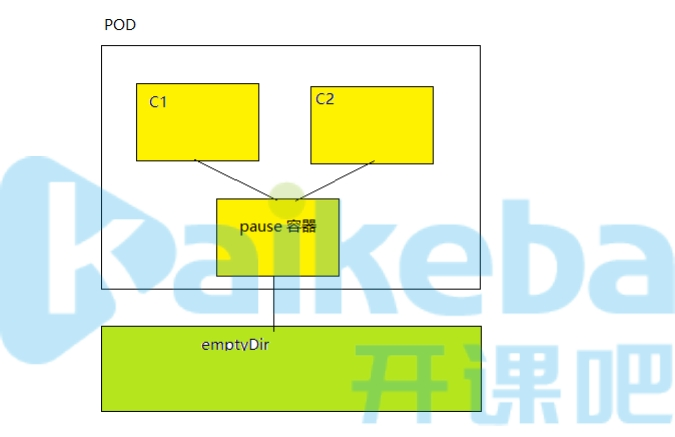 POD
C1
C2
pause 容器
kaikeba
emptyDir
开课吧